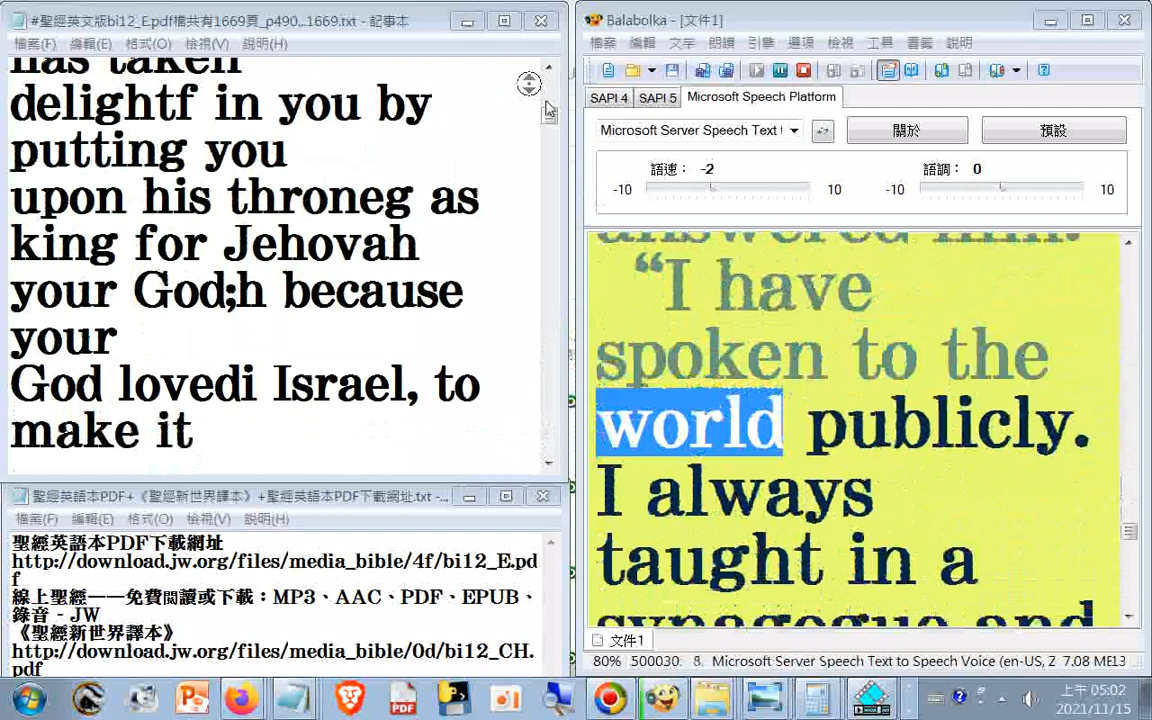 #聖經英文版bi12_E.pdf橫共有1669頁_p490,..1669.txt - 記事本
檔案(F) 編輯(E) 格式(O) 檢視(V) 說明(H)
has taken
delightf in you by
putting you
upon his throneg as
king for Jehovah
your God;h because
your
God lovedi Israel, to
make it
聖經英語本PDF+《聖經新世界譯本》+聖經英語本PDF下載網址.txt -...
檔案(F) 編輯(E) 格式(O) 檢視(V) 說明(H)
聖經英語本PDF下載網址
http://download.jw.org/files/media_bible/4f/bi12_E.pd
f
線上聖經——免費閱讀或下載：MP3、AAC、PDF、EPUB、
錄音 - JW
《聖經新世界譯本》
http://download.jw.org/files/media_bible/0d/bi12_CH.
pdf
Balabolka - [文件1]
檔案 編輯 文字 朗讀 引擎 選項 檢視 工具 書籤 說明
SAPI 4 SAPI 5 Microsoft Speech Platform
Microsoft Server Speech Text 關於 預設
語速： -2 語調： 0
-10 10 -10 10
answered him:
“I have
spoken to the
world publicly.
I always
taught in a
synagogue and
文件1
80% 500030. 8. Microsoft Server Speech Text to Speech Voice (en-US, Z 7.08 ME13
上午 05:02
2021/11/15